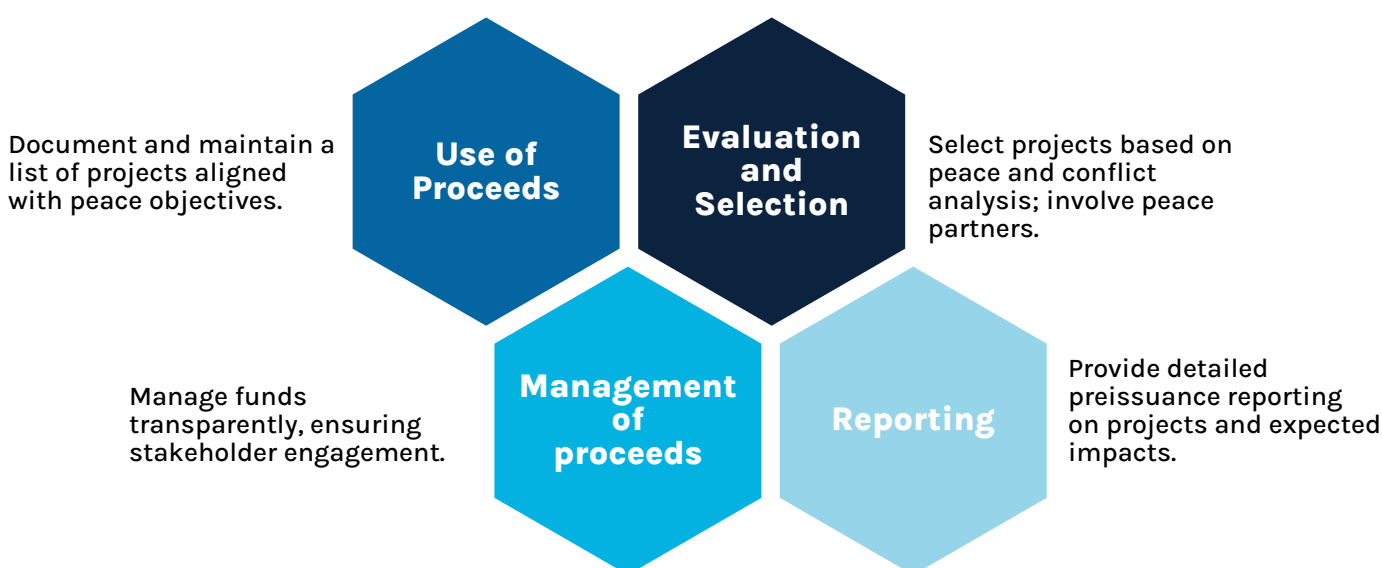 Document and maintain a
list of projects aligned
with peace objectives.
Use of
Proceeds
Evaluation
and
Selection
Select projects based on
peace and conflict
analysis; involve peace
partners.
Manage funds
transparently, ensuring
stakeholder engagement.
Management
of
proceeds
Reporting
Provide detailed
preissuance reporting
on projects and expected
impacts.